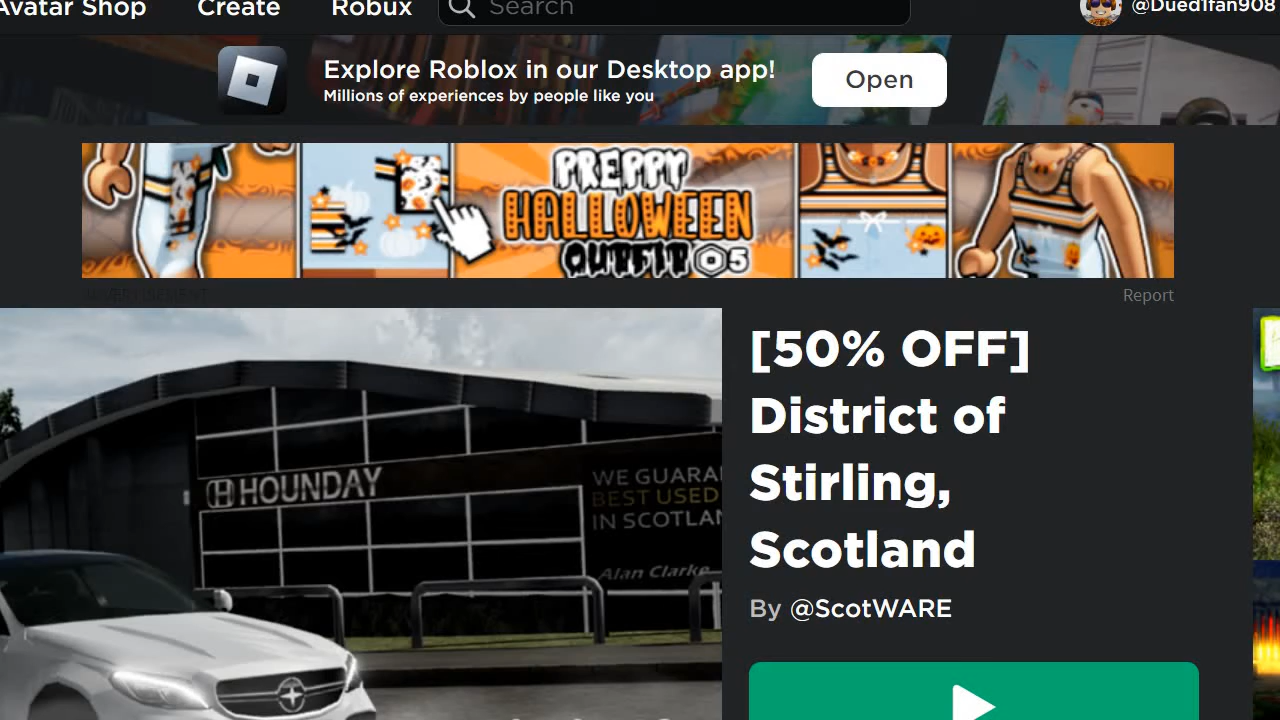 Avatar Shop
Create
Robux
Search
@Dued1fan908
Explore Roblox in our Desktop app!
Millions of experiences by people like you
Open
PREPPY
HALLOWEEN
OUTFIT 5
ADVERTISEMENT
Report
[50% OFF]
District of
Stirling,
Scotland
By @ScotWARE
HOUNDAY
WE GUARA
BEST USED
IN SCOTLAN
Alan Clarke